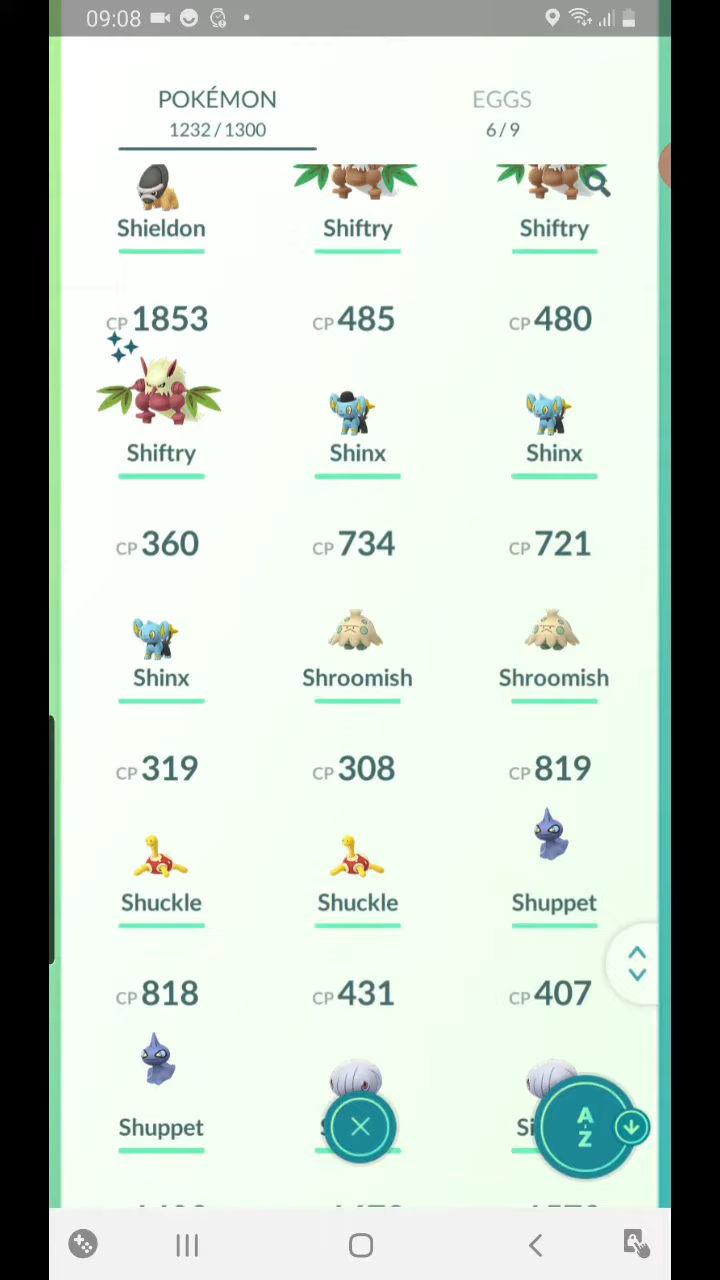 09:08
POKÉMON EGGS
1232 / 1300 6 / 9
Shieldon Shiftry Shiftry
CP 1853 CP 485 CP 480
Shiftry Shinx Shinx
CP 360 CP 734 CP 721
Shinx Shroomish Shroomish
CP 319 CP 308 CP 819
Shuckle Shuckle Shuppet
CP 818 CP 431 CP 407
Shuppet
A-Z